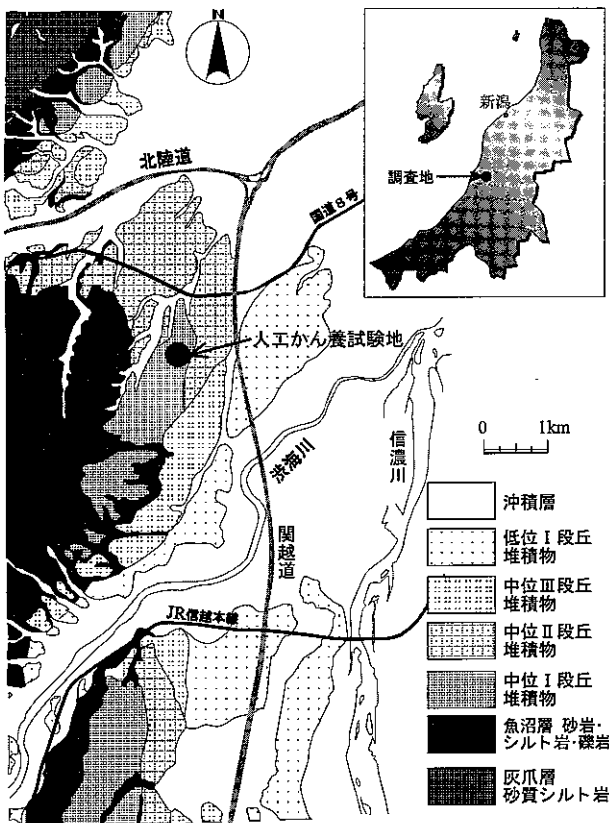 N
北陸道
国道8号
新潟
調査地
人工かん養試験地
渋海川
信濃川
関越道
JR信越本線
0 1km
沖積層
低位Ⅰ段丘
堆積物
中位Ⅲ段丘
堆積物
中位Ⅱ段丘
堆積物
中位Ⅰ段丘
堆積物
魚沼層 砂岩・
シルト岩・礫岩
灰爪層
砂質シルト岩